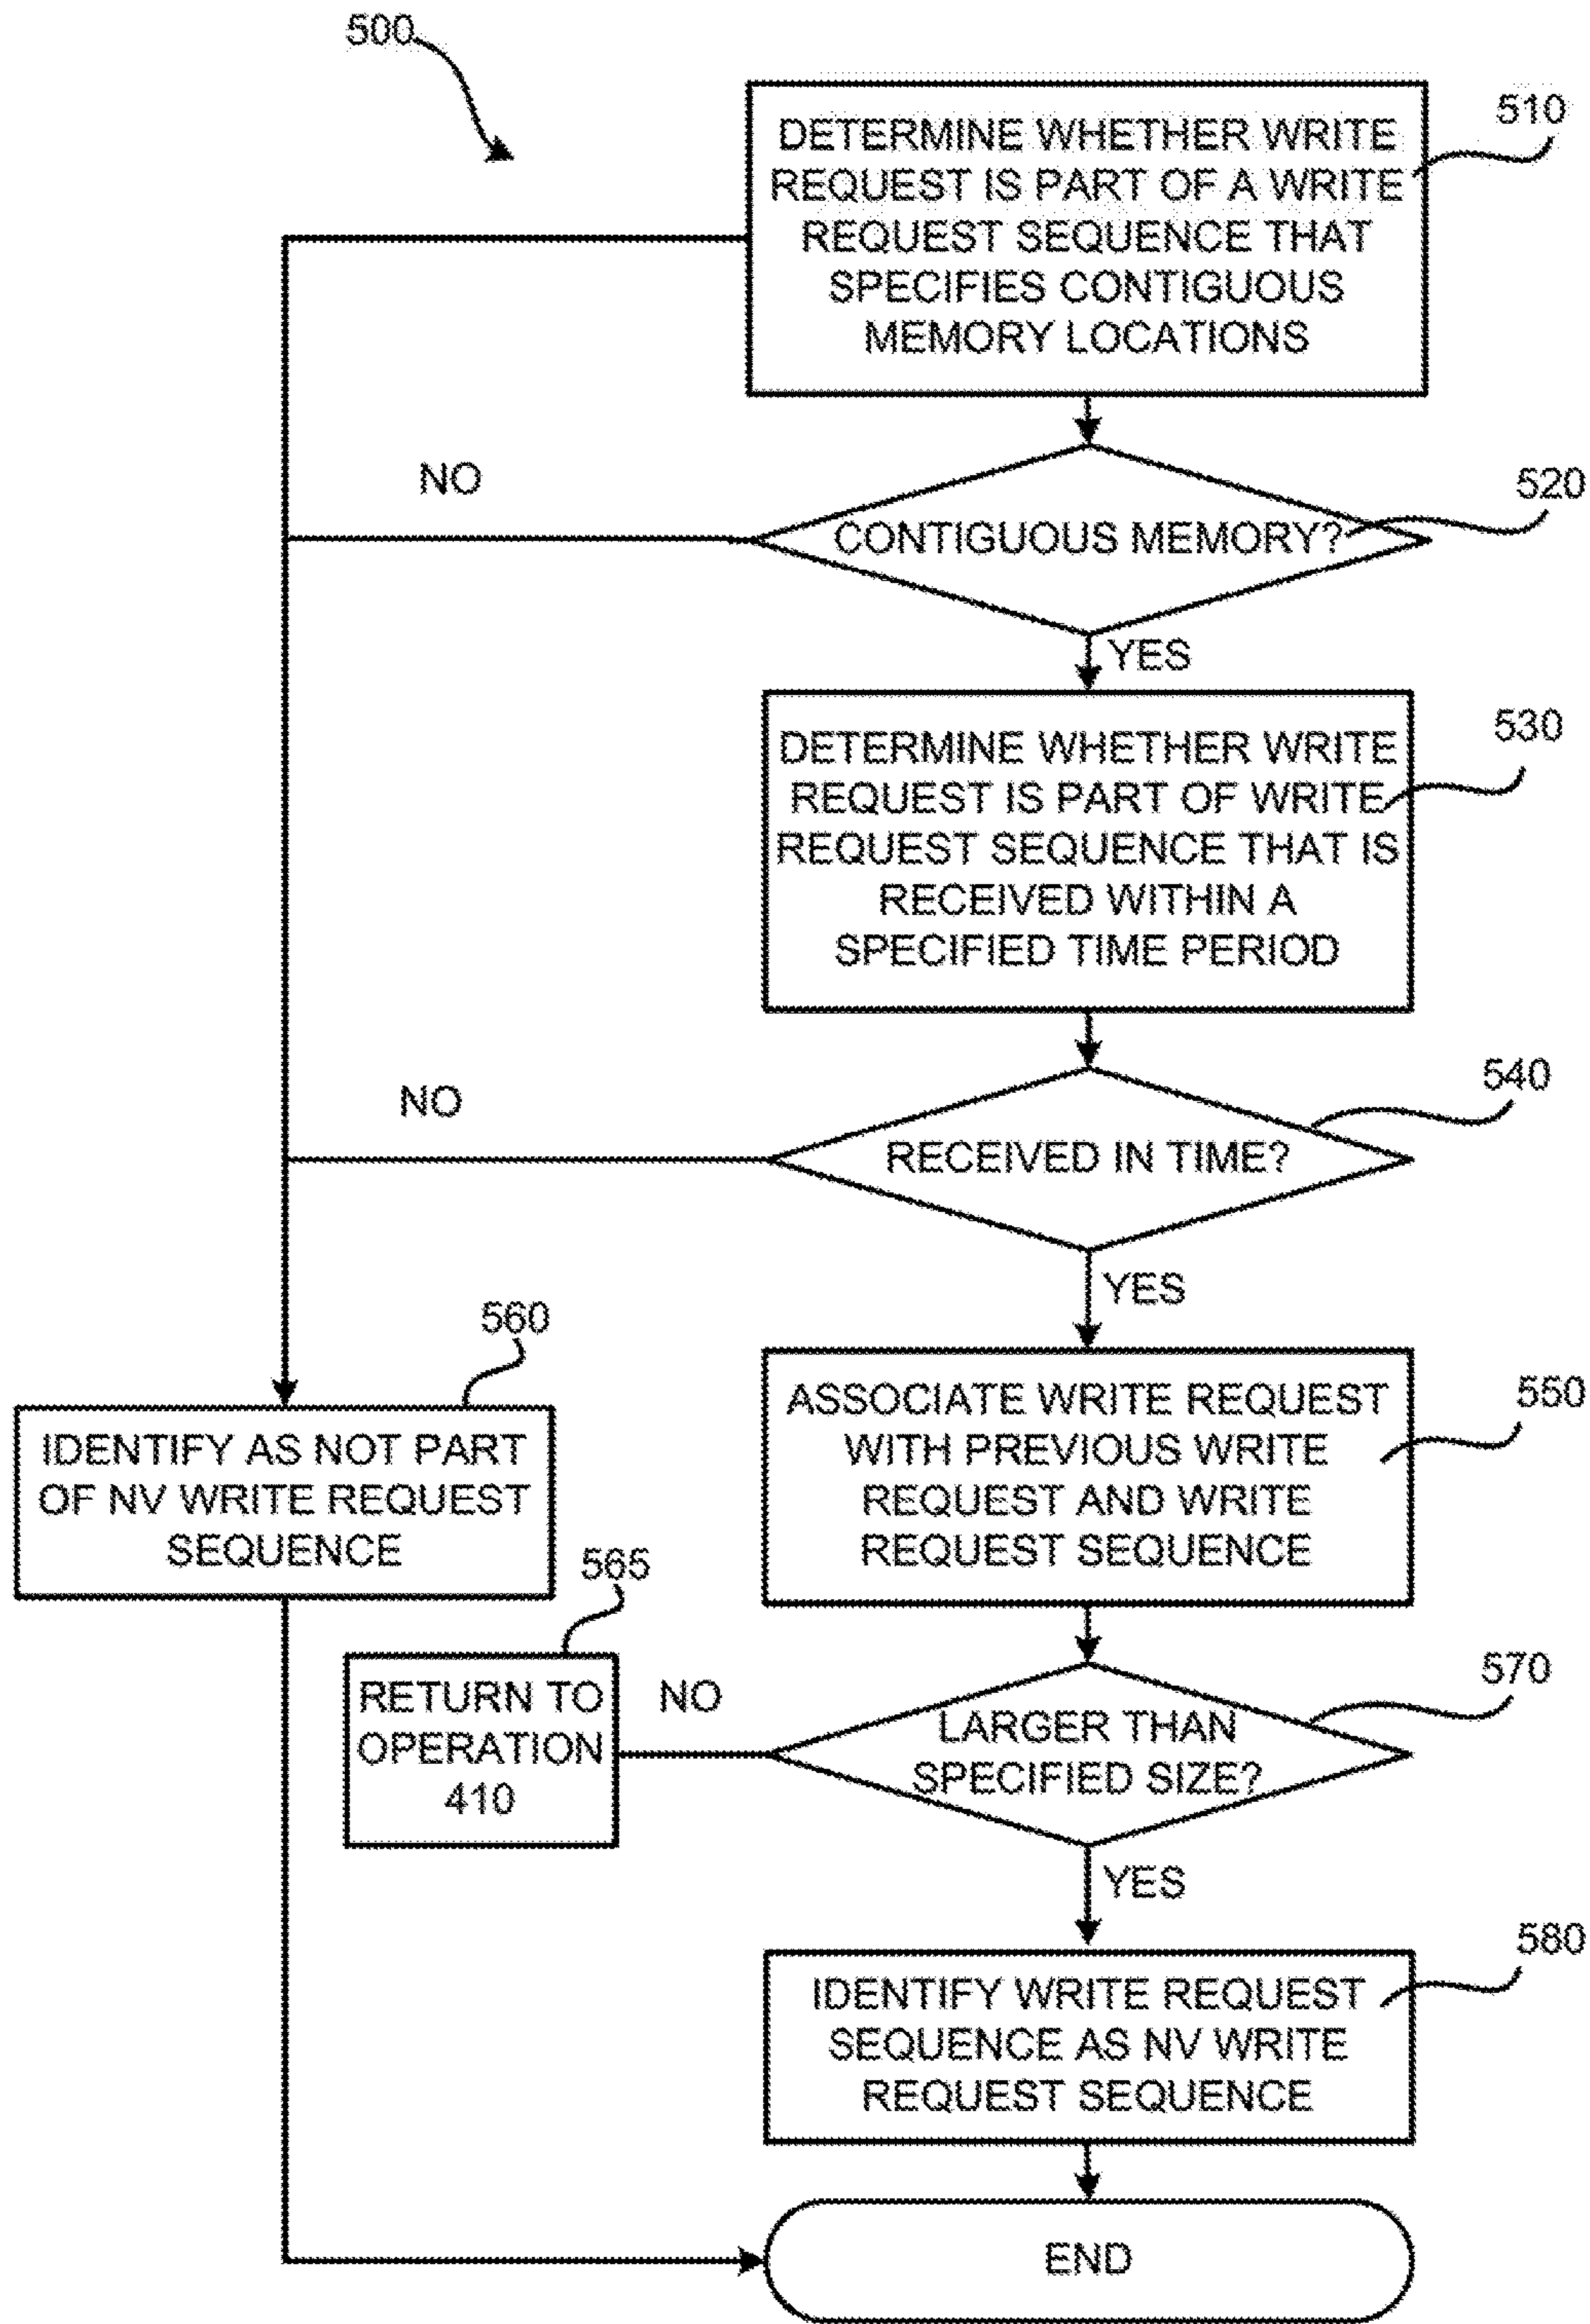 500
510
DETERMINE WHETHER WRITE
REQUEST IS PART OF A WRITE
REQUEST SEQUENCE THAT
SPECIFIES CONTIGUOUS
MEMORY LOCATIONS
NO
520
CONTIGUOUS MEMORY?
YES
530
DETERMINE WHETHER WRITE
REQUEST IS PART OF WRITE
REQUEST SEQUENCE THAT IS
RECEIVED WITHIN A
SPECIFIED TIME PERIOD
NO
540
RECEIVED IN TIME?
YES
560
IDENTIFY AS NOT PART
OF NV WRITE REQUEST
SEQUENCE
550
ASSOCIATE WRITE REQUEST
WITH PREVIOUS WRITE
REQUEST AND WRITE
REQUEST SEQUENCE
565
RETURN TO
OPERATION
410
NO
570
LARGER THAN
SPECIFIED SIZE?
YES
580
IDENTIFY WRITE REQUEST
SEQUENCE AS NV WRITE
REQUEST SEQUENCE
END